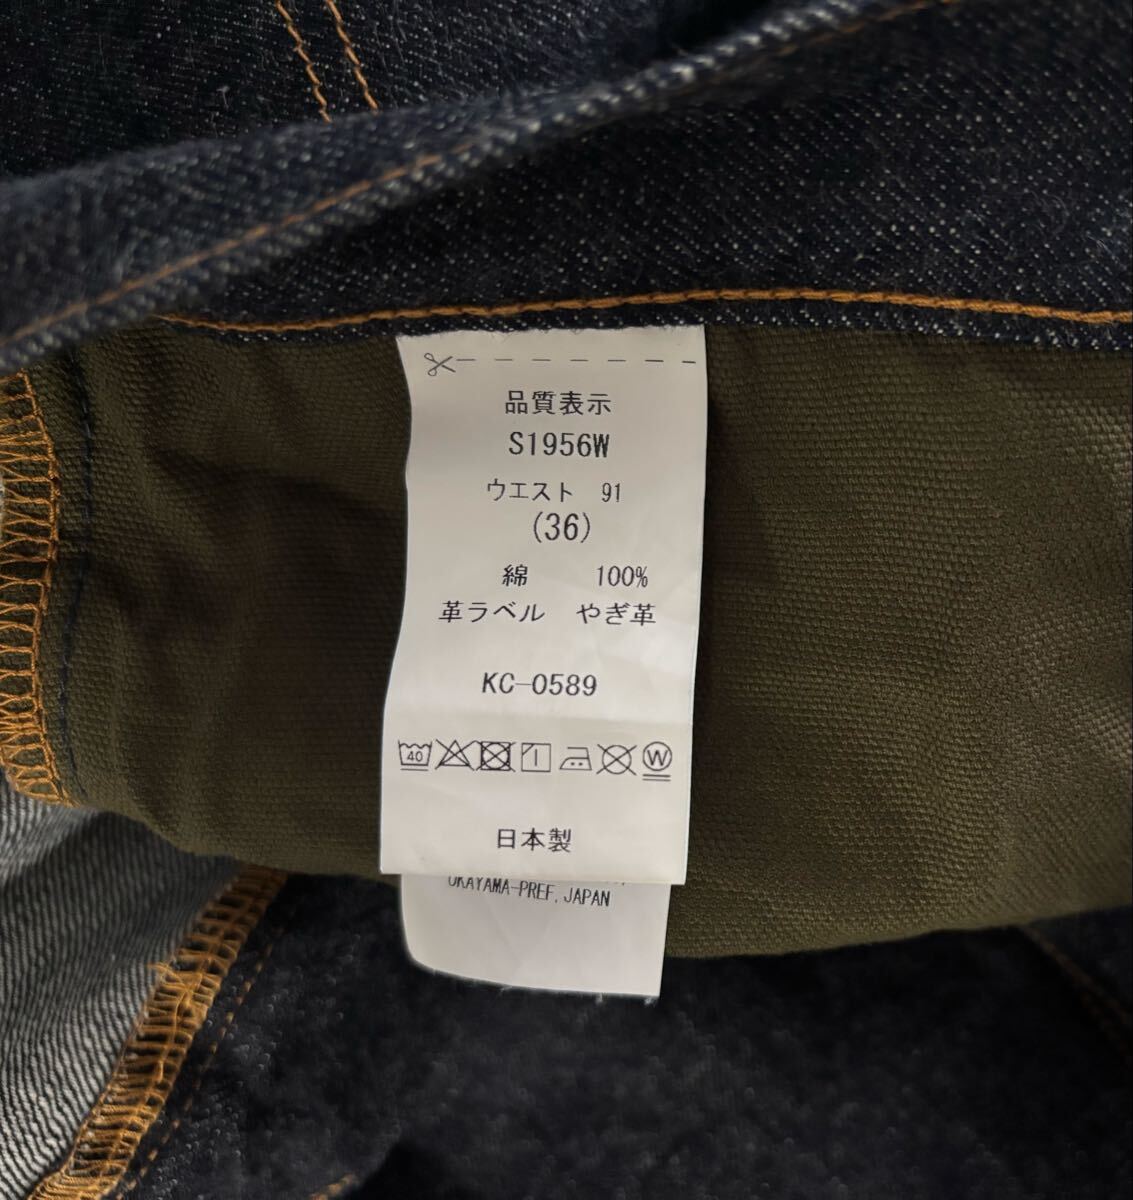 品質表示
S1956W
ウエスト 91
(36)
綿 100%
革ラベル やぎ革
KC-0589
40
W
日本製
OKAYAMA-PREF, JAPAN